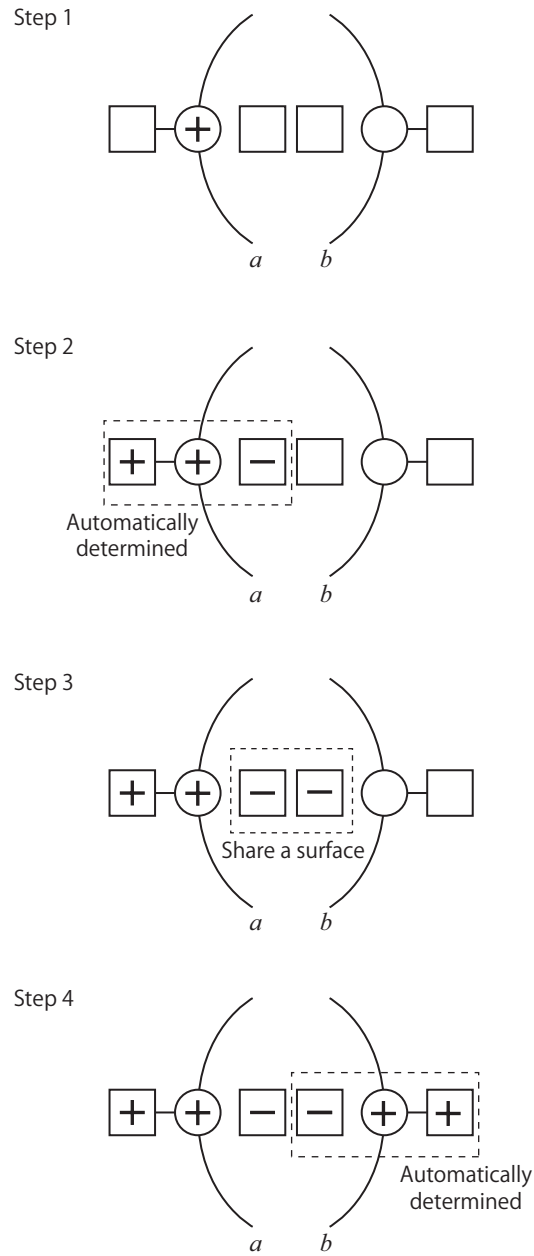 Step 1
+
a b
Step 2
+ + −
Automatically
determined
a b
Step 3
+ + − −
Share a surface
a b
Step 4
+ + − − + +
Automatically
determined
a b